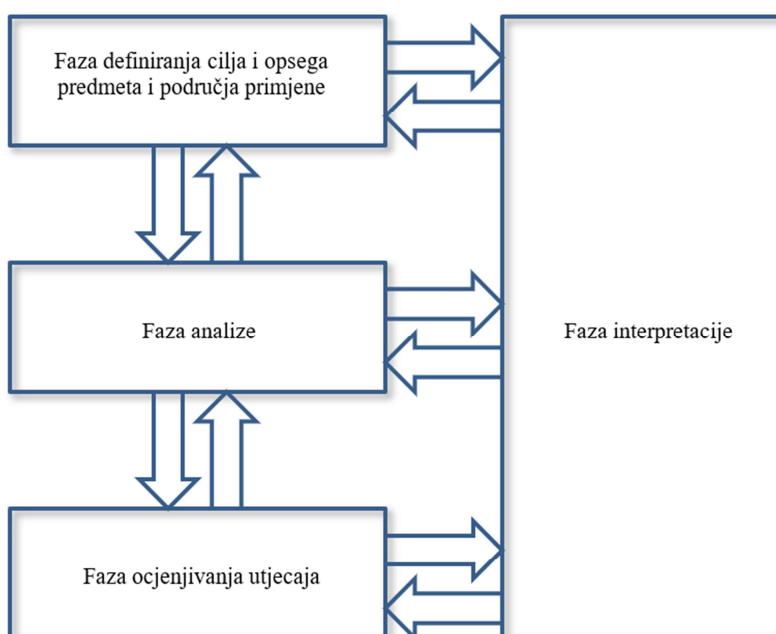 Faza definiranja cilja i opsega
predmeta i područja primjene
Faza analize
Faza interpretacije
Faza ocjenjivanja utjecaja